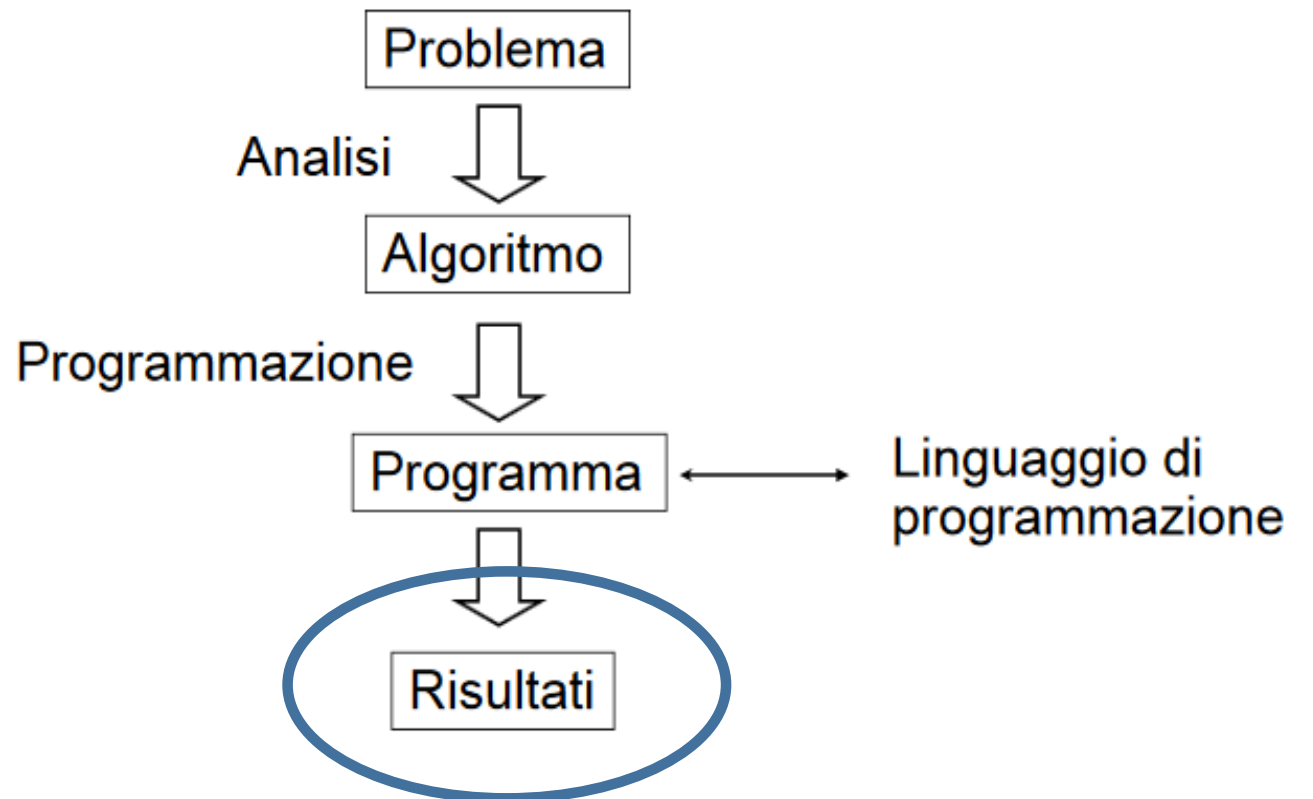 Problema
Analisi
Algoritmo
Programmazione
Programma
Linguaggio di
programmazione
Risultati